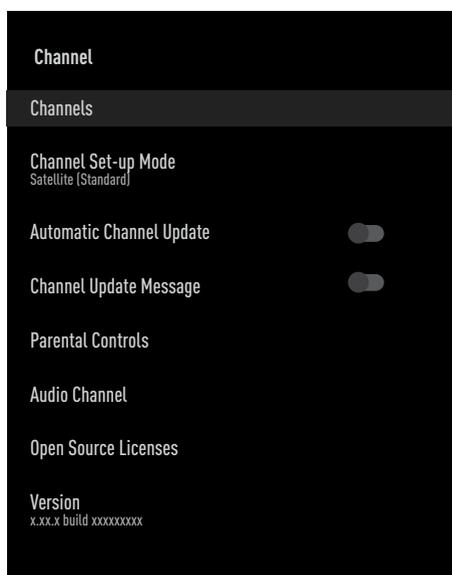 Channel
Channels
Channel Set-up Mode
Satellite (Standard)
Automatic Channel Update
Channel Update Message
Parental Controls
Audio Channel
Open Source Licenses
Version
x.xx.x build xxxxxxxxx